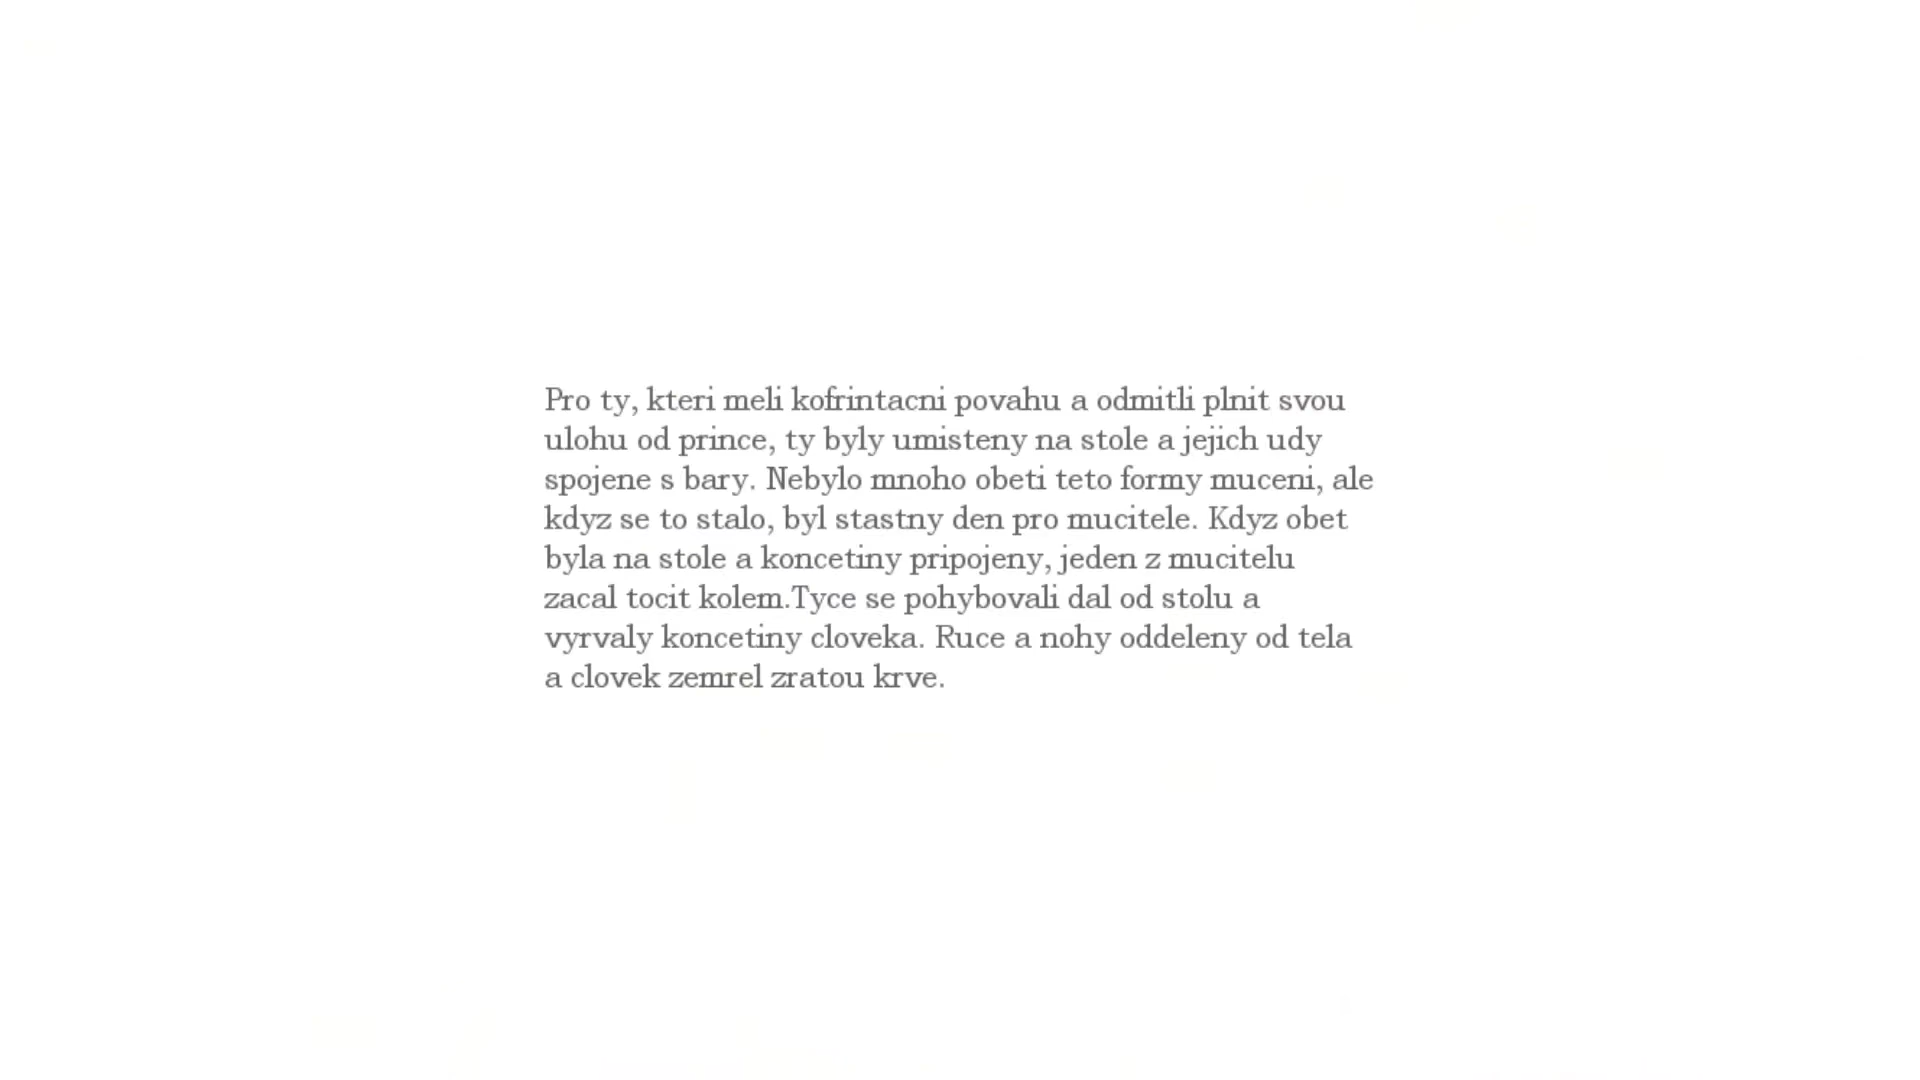 Pro ty, kteri meli kofrintacni povahu a odmitli plnit svou
ulohu od prince, ty byly umisteny na stole a jejich udy
spojene s bary. Nebylo mnoho obeti teto formy muceni, ale
kdyz se to stalo, byl stastny den pro mucitele. Kdyz obet
byla na stole a koncetiny pripojeny, jeden z mucitelu
zacal tocit kolem.Tyce se pohybovali dal od stolu a
vyrvaly koncetiny cloveka. Ruce a nohy oddeleny od tela
a clovek zemrel zratou krve.